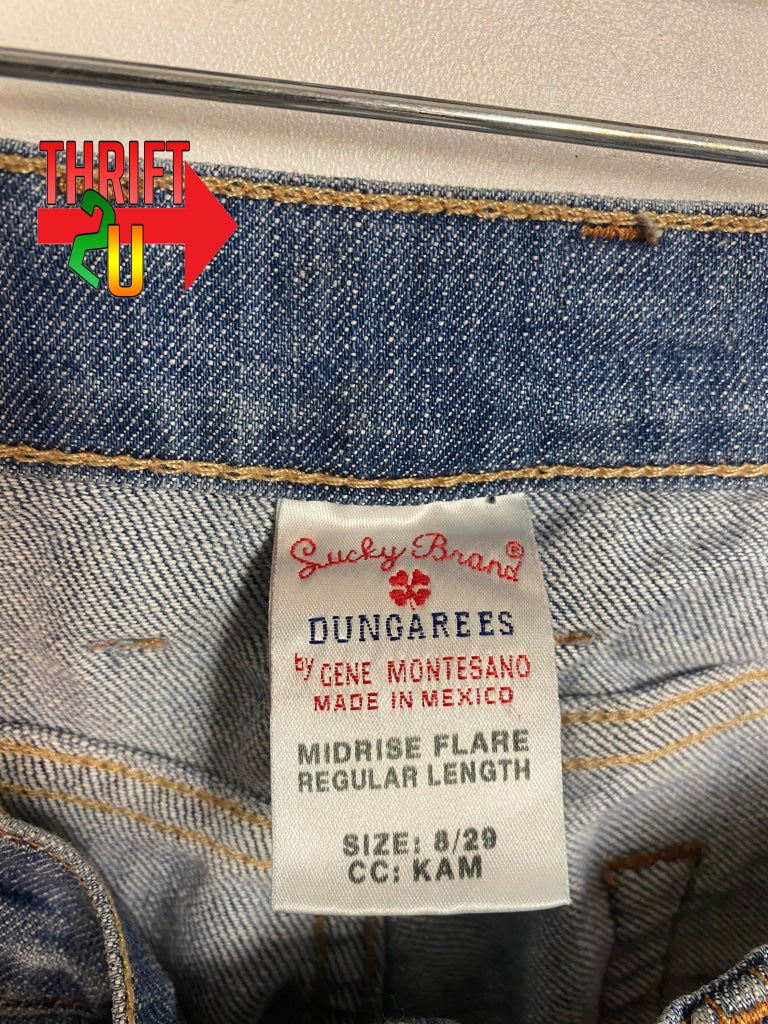 THRIFT
2U
Lucky Brand®
DUNGAREES
by GENE MONTESANO
MADE IN MEXICO
MIDRISE FLARE
REGULAR LENGTH
SIZE: 8/29
CC: KAM